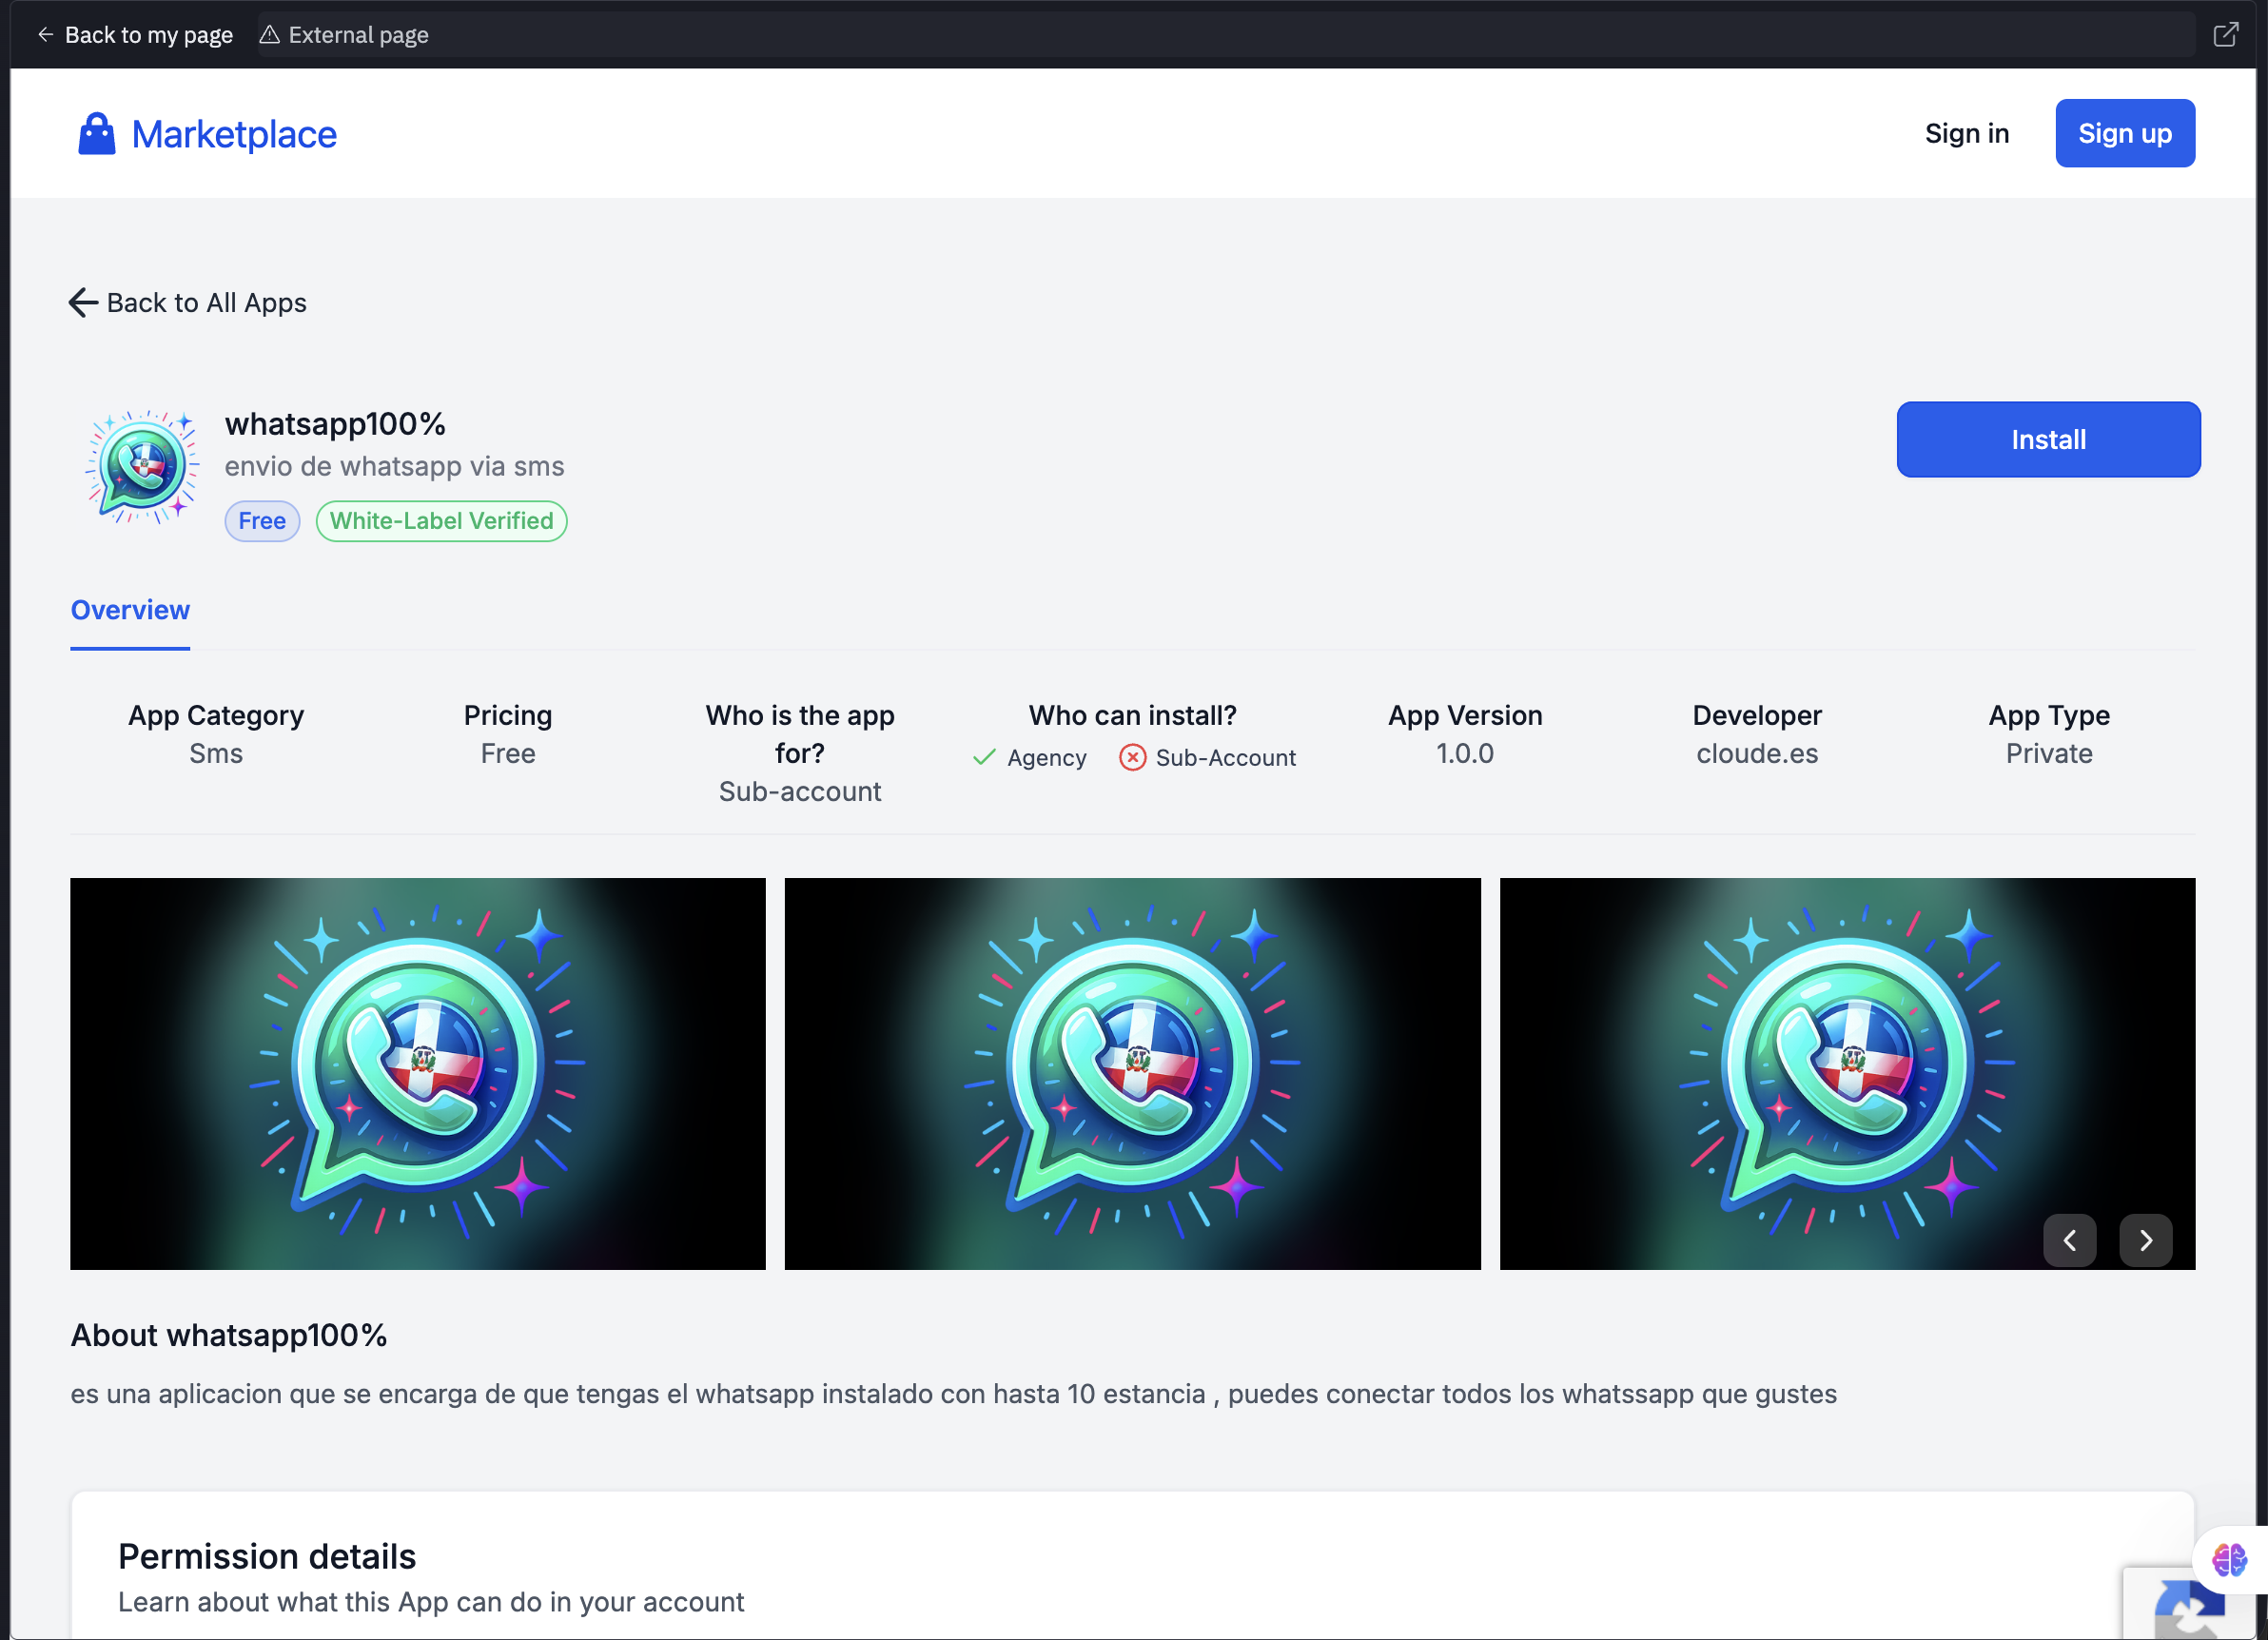 Back to my page
External page
Marketplace
Sign in
Sign up
Back to All Apps
whatsapp100%
envio de whatsapp via sms
Free
White-Label Verified
Install
Overview
App Category
Sms
Pricing
Free
Who is the app
for?
Sub-account
Who can install?
Agency
Sub-Account
App Version
1.0.0
Developer
cloude.es
App Type
Private
About whatsapp100%
es una aplicacion que se encarga de que tengas el whatsapp instalado con hasta 10 estancia , puedes conectar todos los whatssapp que gustes
Permission details
Learn about what this App can do in your account